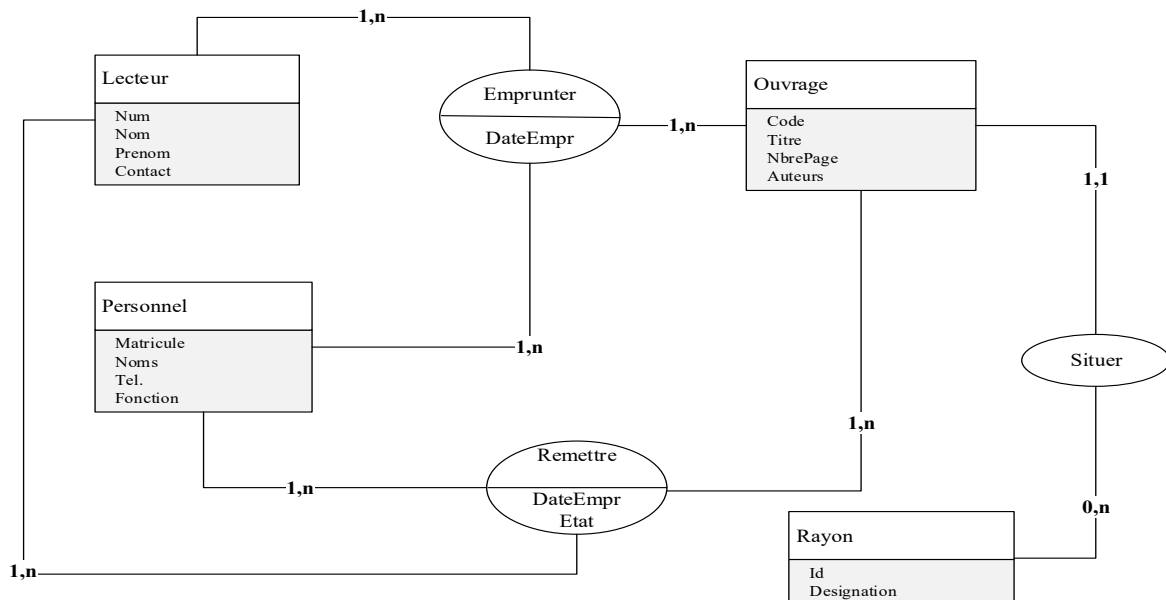 1,n
Lecteur
Num
Nom
Prenom
Contact
Emprunter
DateEmpr
1,n
Ouvrage
Code
Titre
NbrePage
Auteurs
1,1
Personnel
Matricule
Noms
Tel.
Fonction
1,n
Situer
1,n
Remettre
DateEmpr
Etat
1,n
Rayon
Id
Designation
0,n
1,n